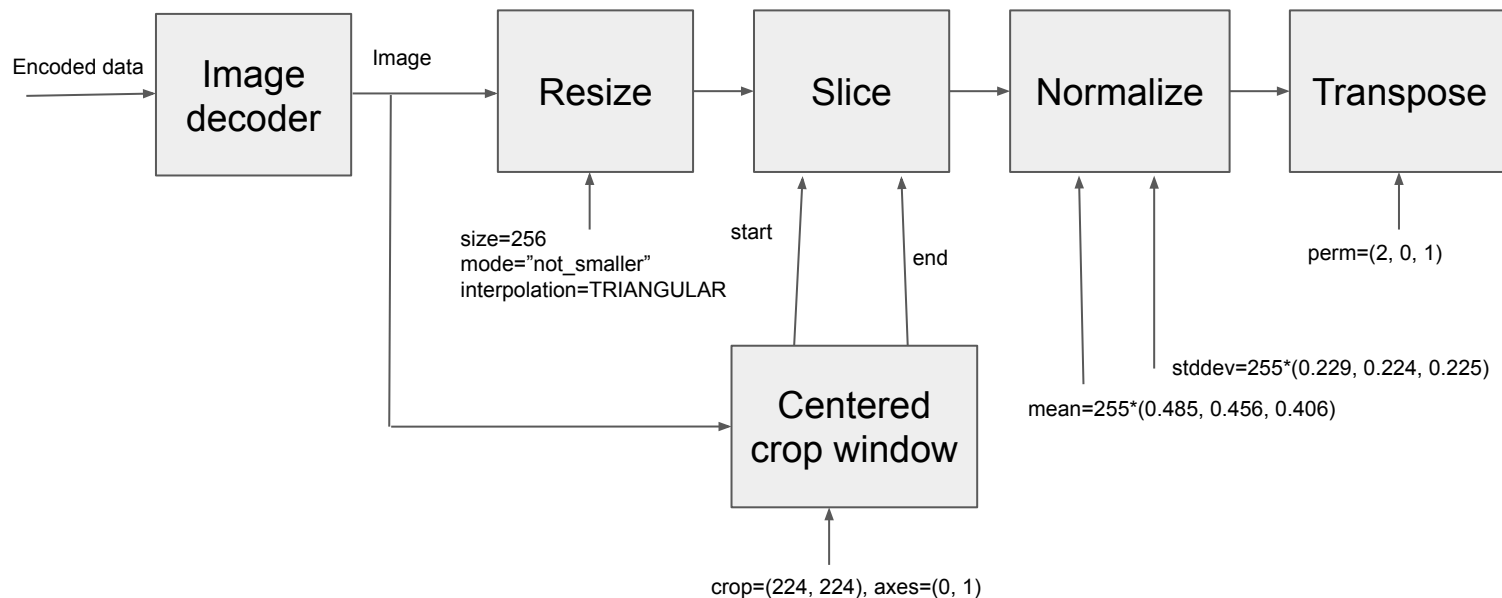 Encoded data
Image
decoder
Image
Resize
Slice
Normalize
Transpose
size=256
mode=”not_smaller”
interpolation=TRIANGULAR
start
end
perm=(2, 0, 1)
stddev=255*(0.229, 0.224, 0.225)
mean=255*(0.485, 0.456, 0.406)
Centered
crop window
crop=(224, 224), axes=(0, 1)